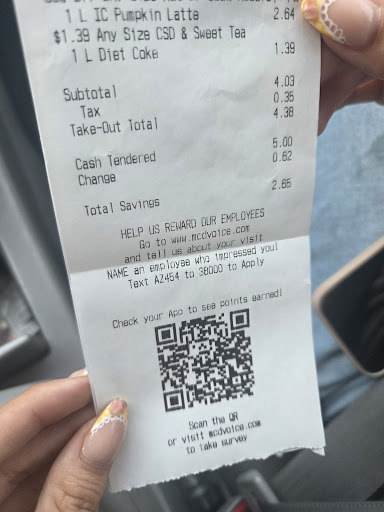 1 L IC Pumpkin Latte 2.64
$1.39 Any Size CSD & Sweet Tea
1 L Diet Coke 1.39
Subtotal 4.03
Tax 0.35
Take-Out Total 4.38
Cash Tendered 5.00
Change 0.62
Total Savings 2.65
HELP US REWARD OUR EMPLOYEES
Go to www.mcdvoice.com
and tell us about your visit
NAME an employee who impressed you!
Text AZ454 to 38000 to Apply
Check your App to see points earned!
Scan the QR
or visit mcdvoice.com
to take survey